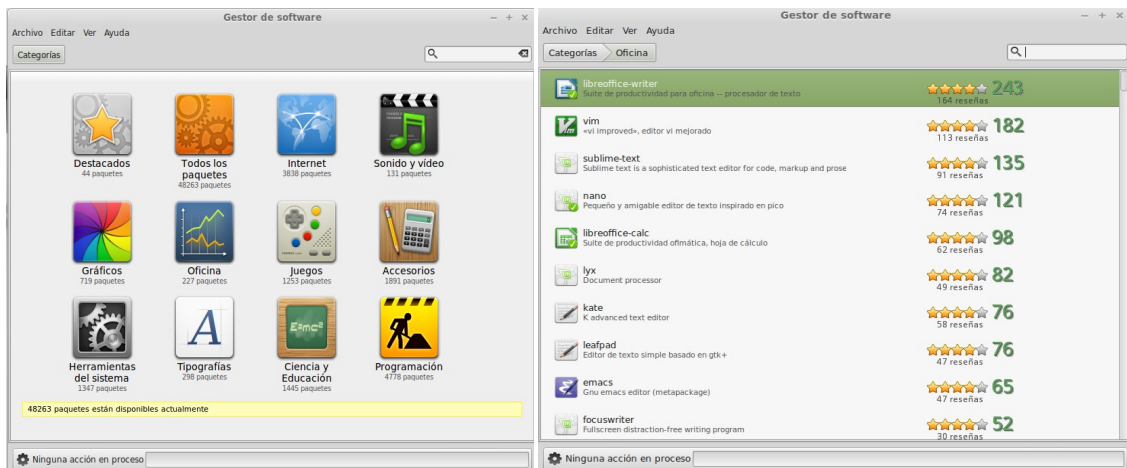 Gestor de software
Archivo Editar Ver Ayuda
Categorías
Destacados
44 paquetes
Todos los
paquetes
48263 paquetes
Internet
3838 paquetes
Sonido y vídeo
131 paquetes
Gráficos
719 paquetes
Oficina
227 paquetes
Juegos
1253 paquetes
Accesorios
1891 paquetes
Herramientas
del sistema
1347 paquetes
Tipografías
298 paquetes
Ciencia y
Educación
1445 paquetes
Programación
4778 paquetes
48263 paquetes están disponibles actualmente
Ninguna acción en proceso
Gestor de software
Archivo Editar Ver Ayuda
Categorías Oficina
libreoffice-writer
Suite de productividad para oficina -- procesador de texto
243
164 reseñas
vim
«vi improved», editor vi mejorado
182
113 reseñas
sublime-text
Sublime text is a sophisticated text editor for code, markup and prose
135
91 reseñas
nano
Pequeño y amigable editor de texto inspirado en pico
121
74 reseñas
libreoffice-calc
Suite de productividad ofimática, hoja de cálculo
98
62 reseñas
lyx
Document processor
82
49 reseñas
kate
K advanced text editor
76
58 reseñas
leafpad
Editor de texto simple basado en gtk+
76
47 reseñas
emacs
Gnu emacs editor (metapackage)
65
47 reseñas
focuswriter
Fullscreen distraction-free writing program
52
30 reseñas
Ninguna acción en proceso